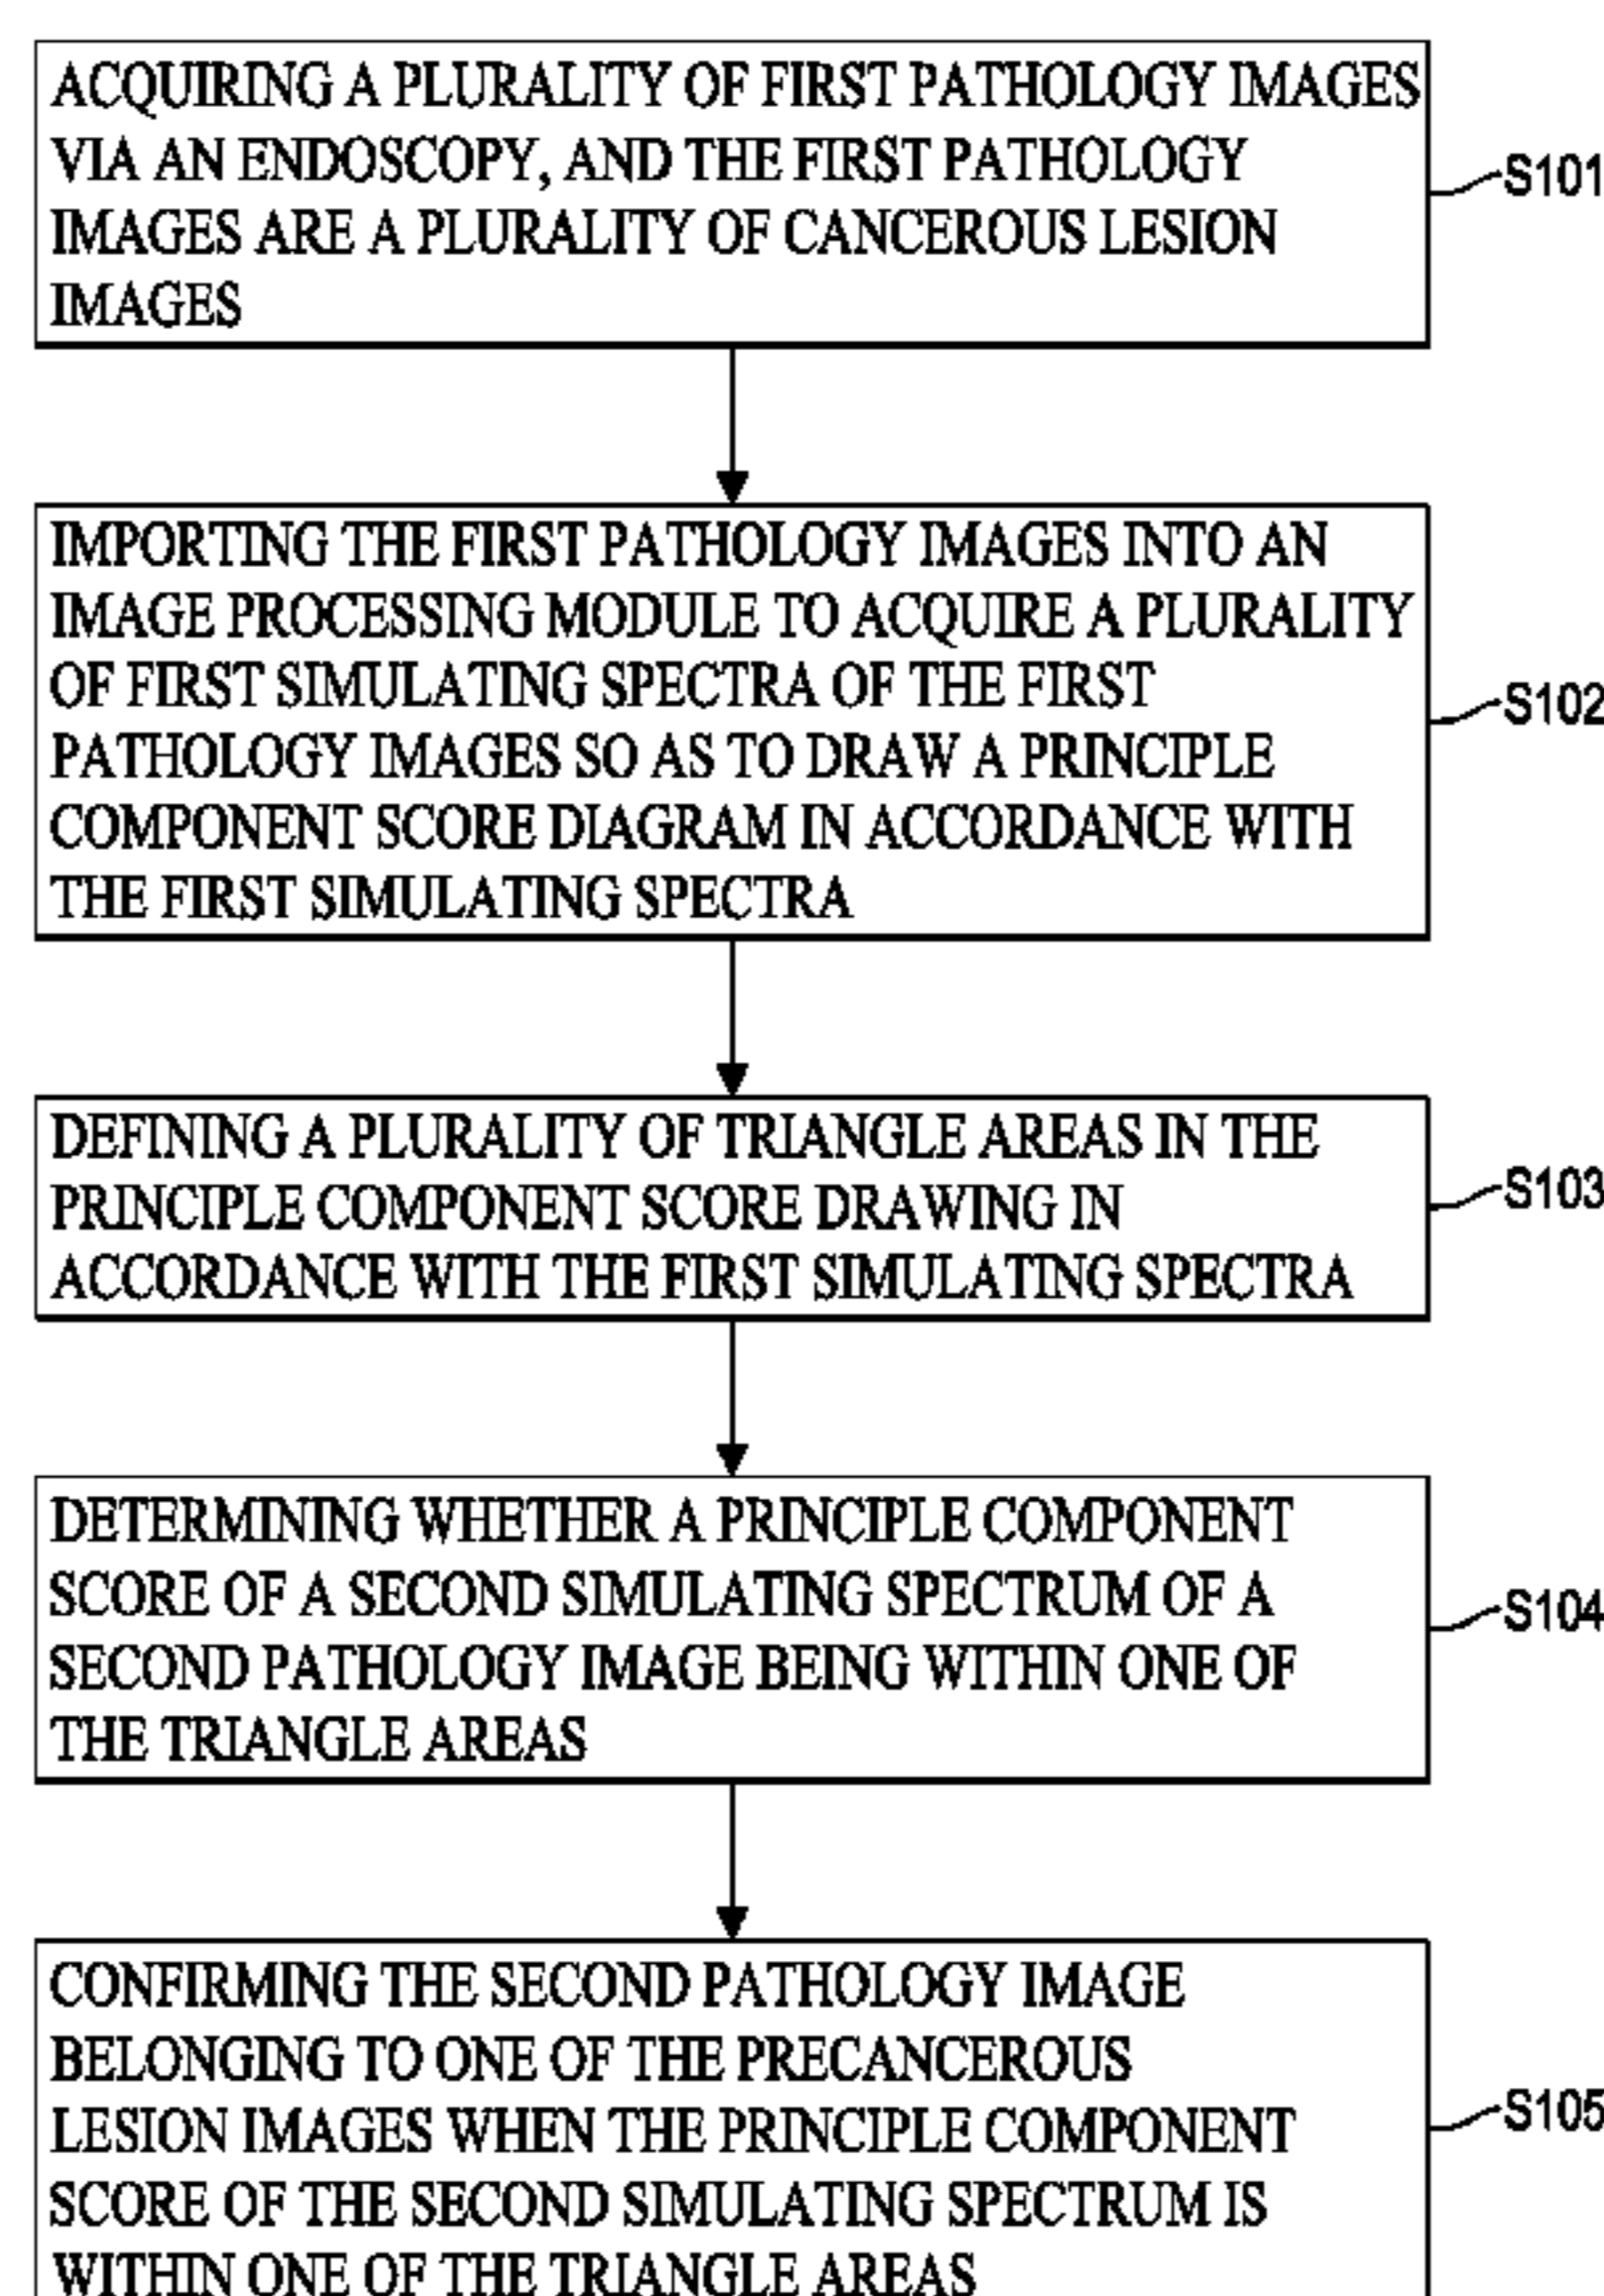 ACQUIRING A PLURALITY OF FIRST PATHOLOGY IMAGES
VIA AN ENDOSCOPY, AND THE FIRST PATHOLOGY
IMAGES ARE A PLURALITY OF CANCEROUS LESION
IMAGES
S101
IMPORTING THE FIRST PATHOLOGY IMAGES INTO AN
IMAGE PROCESSING MODULE TO ACQUIRE A PLURALITY
OF FIRST SIMULATING SPECTRA OF THE FIRST
PATHOLOGY IMAGES SO AS TO DRAW A PRINCIPLE
COMPONENT SCORE DIAGRAM IN ACCORDANCE WITH
THE FIRST SIMULATING SPECTRA
S102
DEFINING A PLURALITY OF TRIANGLE AREAS IN THE
PRINCIPLE COMPONENT SCORE DRAWING IN
ACCORDANCE WITH THE FIRST SIMULATING SPECTRA
S103
DETERMINING WHETHER A PRINCIPLE COMPONENT
SCORE OF A SECOND SIMULATING SPECTRUM OF A
SECOND PATHOLOGY IMAGE BEING WITHIN ONE OF
THE TRIANGLE AREAS
S104
CONFIRMING THE SECOND PATHOLOGY IMAGE
BELONGING TO ONE OF THE PRECANCEROUS
LESION IMAGES WHEN THE PRINCIPLE COMPONENT
SCORE OF THE SECOND SIMULATING SPECTRUM IS
WITHIN ONE OF THE TRIANGLE AREAS
S105